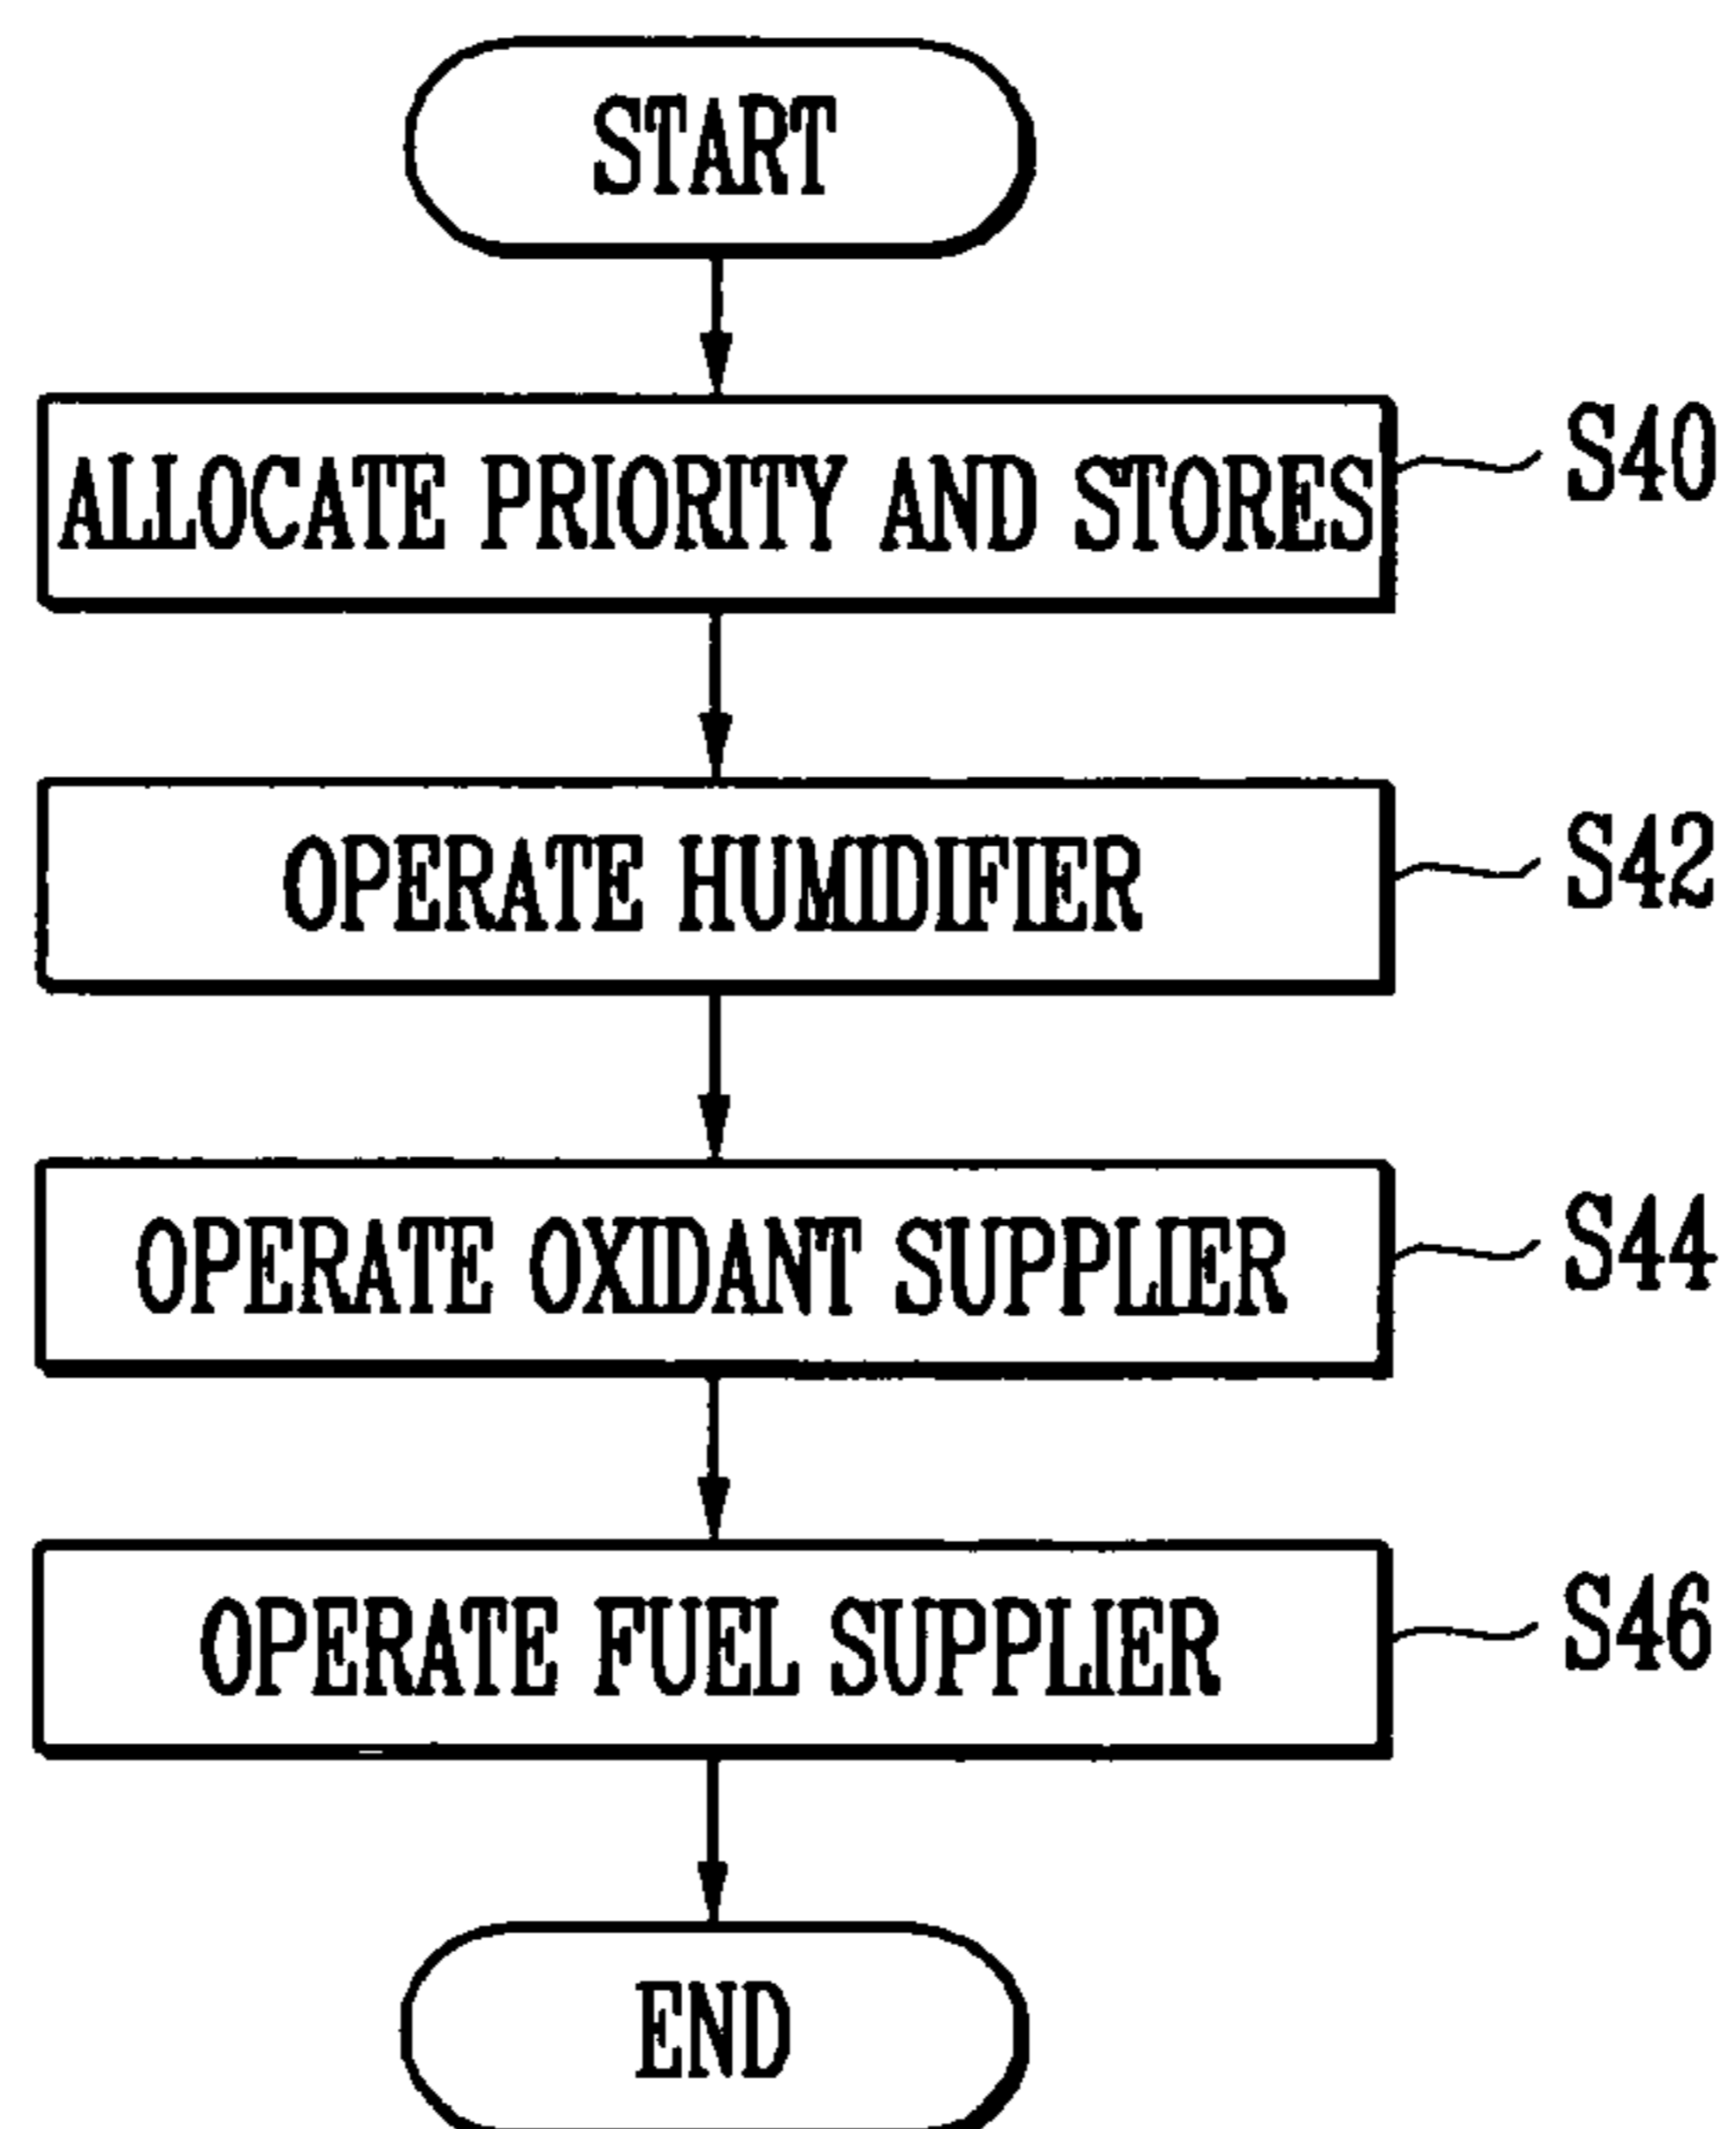 START
ALLOCATE PRIORITY AND STORES
S40
OPERATE HUMIDIFIER
S42
OPERATE OXIDANT SUPPLIER
S44
OPERATE FUEL SUPPLIER
S46
END